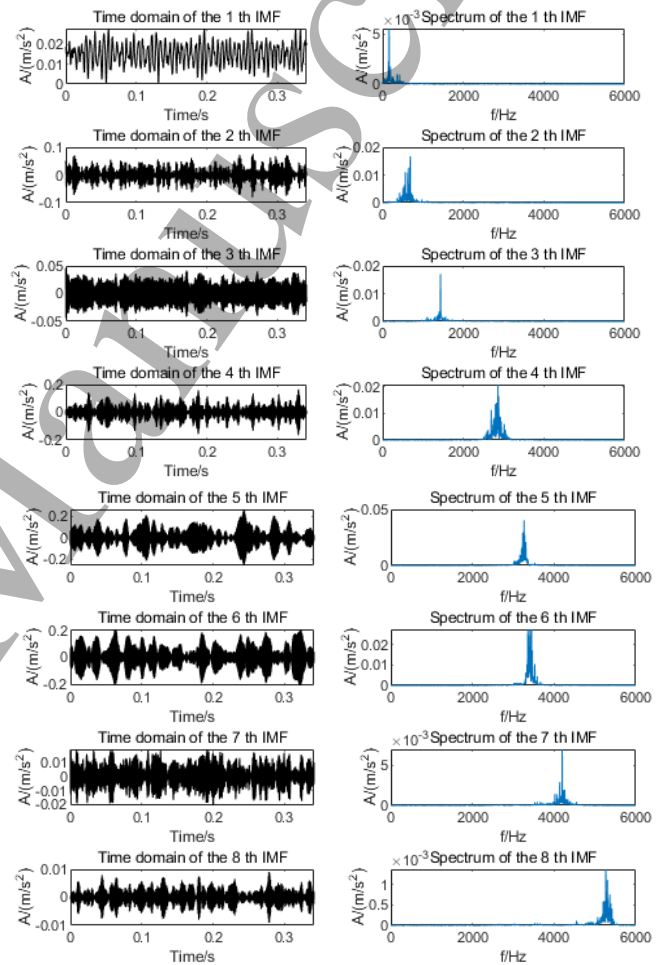 Time domain of the 1 th IMF
A/(m/s²)
0.02
0.01
0
0 0.1 0.2 0.3
Time/s
×10⁻³ Spectrum of the 1 th IMF
A/(m/s²)
5
0
0 2000 4000 6000
f/Hz
Time domain of the 2 th IMF
A/(m/s²)
0.1
0
-0.1
0 0.1 0.2 0.3
Time/s
Spectrum of the 2 th IMF
A/(m/s²)
0.02
0.01
0
0 2000 4000 6000
f/Hz
Time domain of the 3 th IMF
A/(m/s²)
0.05
0
-0.05
0 0.1 0.2 0.3
Time/s
Spectrum of the 3 th IMF
A/(m/s²)
0.02
0.01
0
0 2000 4000 6000
f/Hz
Time domain of the 4 th IMF
A/(m/s²)
0.2
0
-0.2
0 0.1 0.2 0.3
Time/s
Spectrum of the 4 th IMF
A/(m/s²)
0.02
0.01
0
0 2000 4000 6000
f/Hz
Time domain of the 5 th IMF
A/(m/s²)
0.2
0
-0.2
0 0.1 0.2 0.3
Time/s
Spectrum of the 5 th IMF
A/(m/s²)
0.05
0
0 2000 4000 6000
f/Hz
Time domain of the 6 th IMF
A/(m/s²)
0.2
0
-0.2
0 0.1 0.2 0.3
Time/s
Spectrum of the 6 th IMF
A/(m/s²)
0.02
0.01
0
0 2000 4000 6000
f/Hz
Time domain of the 7 th IMF
A/(m/s²)
0.01
0
-0.01
-0.02
0 0.1 0.2 0.3
Time/s
×10⁻³ Spectrum of the 7 th IMF
A/(m/s²)
5
0
0 2000 4000 6000
f/Hz
Time domain of the 8 th IMF
A/(m/s²)
0.01
0
-0.01
0 0.1 0.2 0.3
Time/s
×10⁻³ Spectrum of the 8 th IMF
A/(m/s²)
1
0.5
0
0 2000 4000 6000
f/Hz